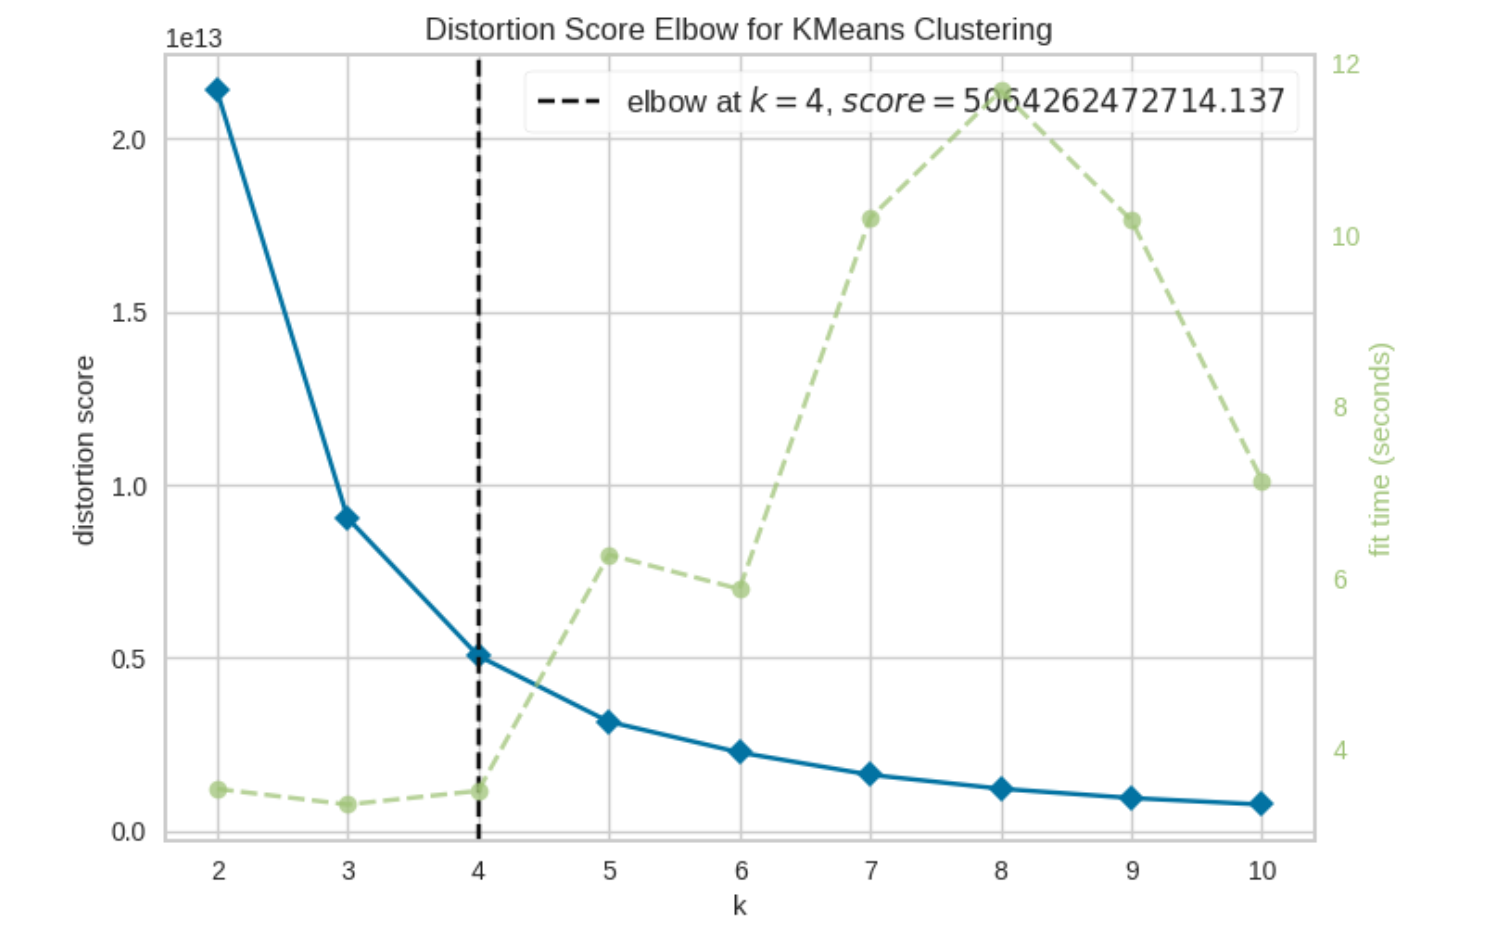 Distortion Score Elbow for KMeans Clustering
1e13
12
elbow at k = 4, score = 5064262472714.137
2.0
10
1.5
8
distortion score
fit time (seconds)
1.0
6
0.5
4
0.0
2 3 4 5 6 7 8 9 10
k